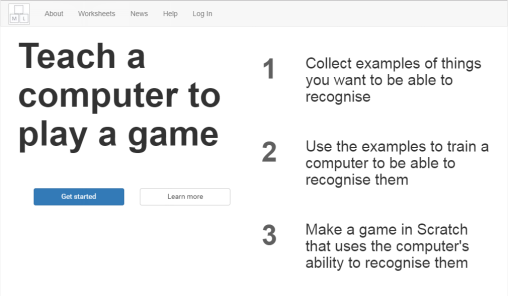 M L
About Worksheets News Help Log In
Teach a
computer to
play a game
Get started Learn more
1
Collect examples of things
you want to be able to
recognise
2
Use the examples to train a
computer to be able to
recognise them
3
Make a game in Scratch
that uses the computer's
ability to recognise them